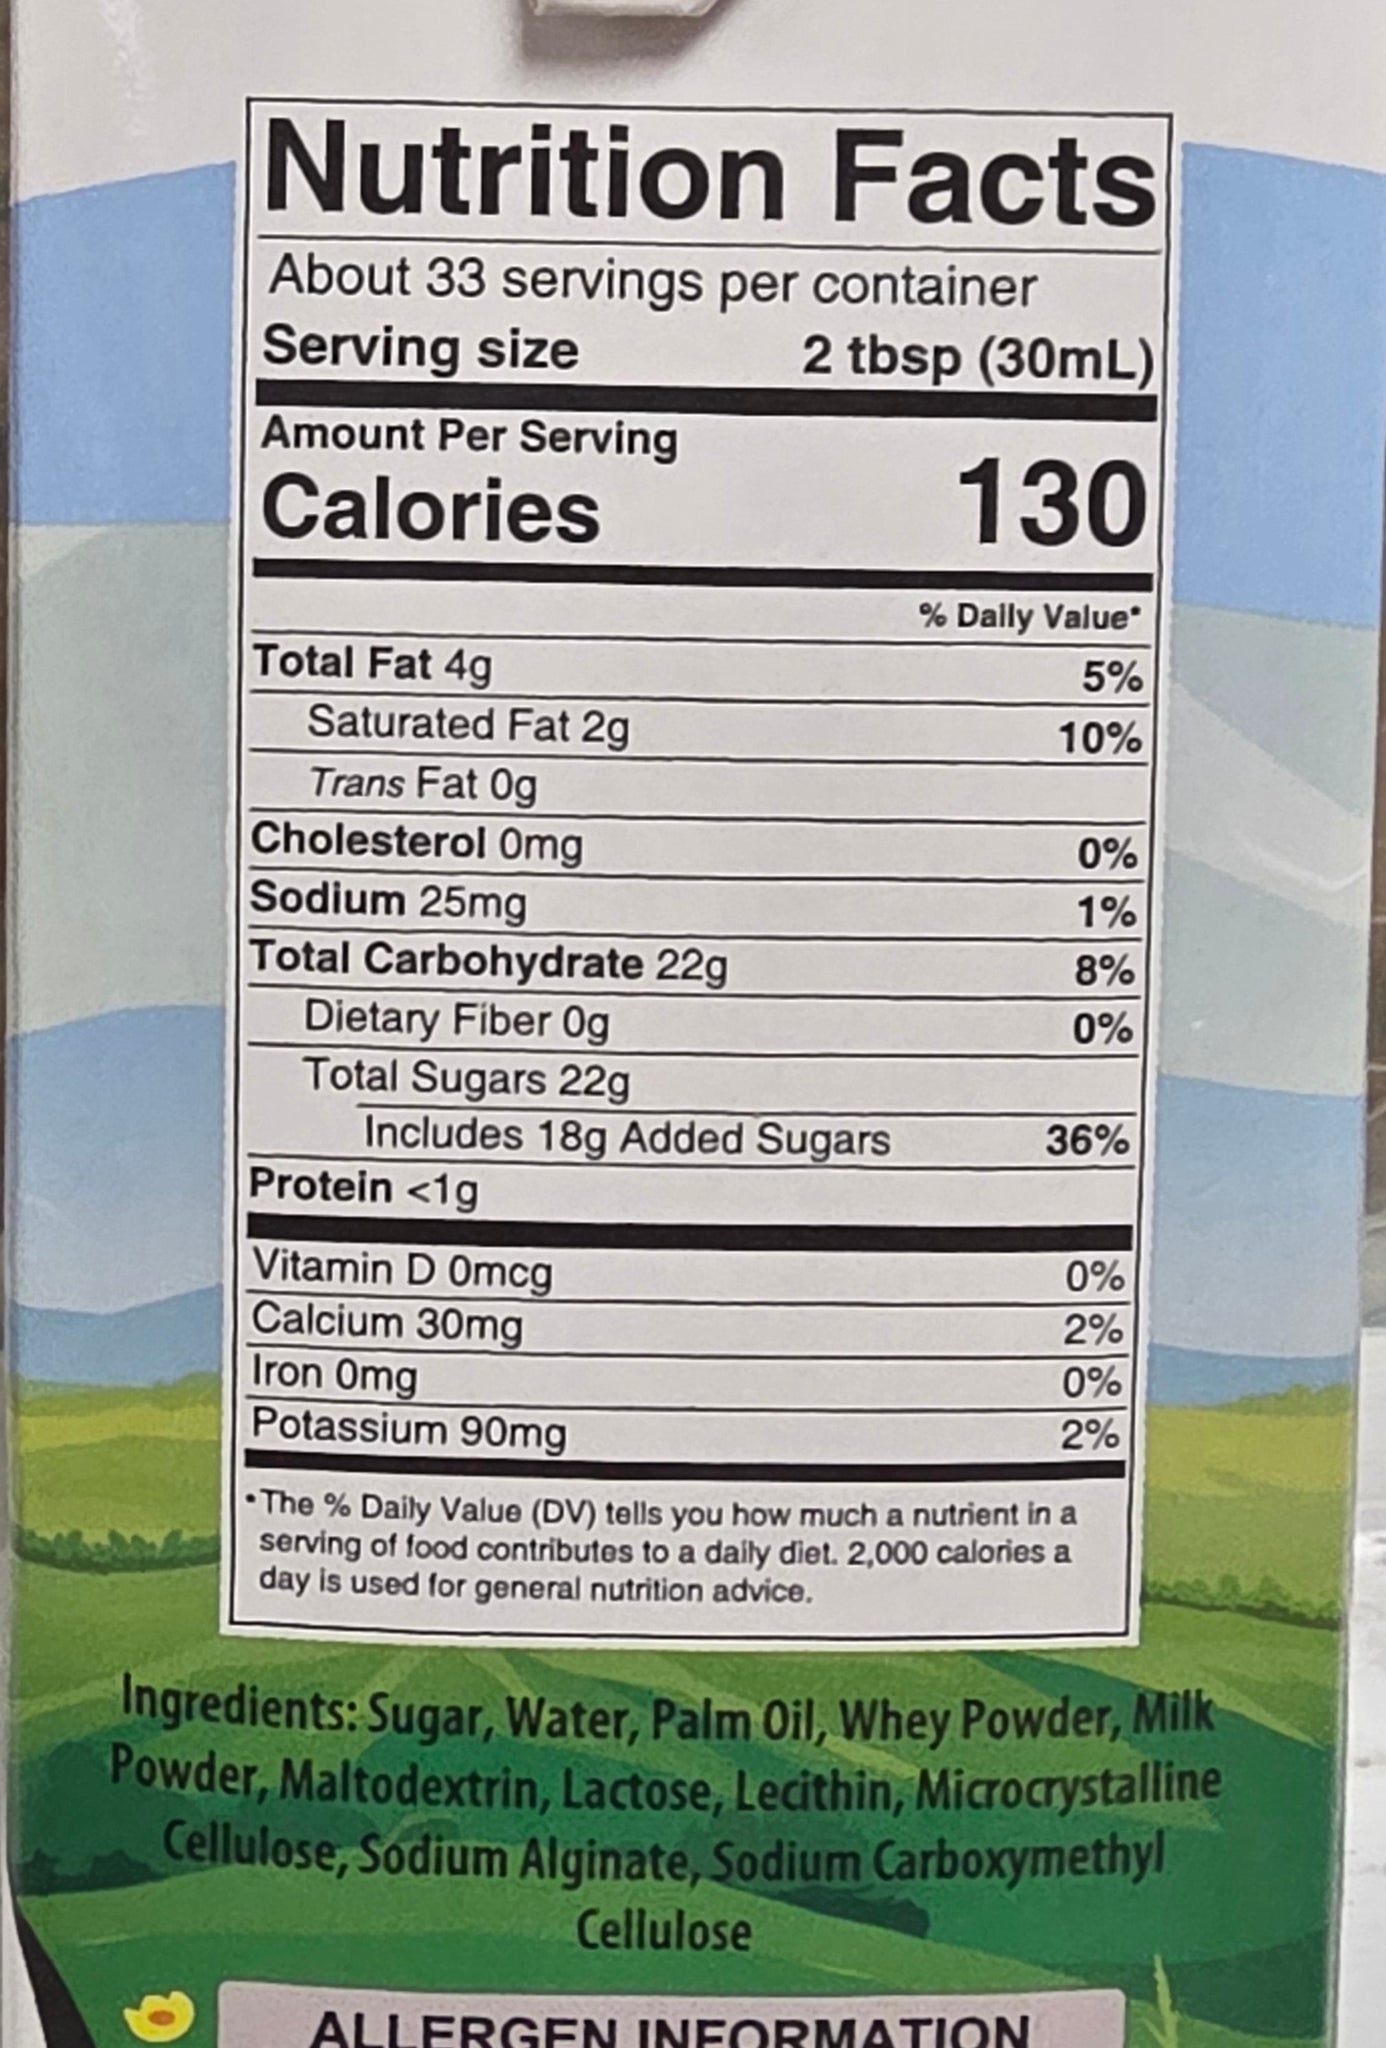 Nutrition Facts
About 33 servings per container
Serving size 2 tbsp (30mL)
Amount Per Serving
Calories 130
% Daily Value*
Total Fat 4g 5%
Saturated Fat 2g 10%
Trans Fat 0g
Cholesterol 0mg 0%
Sodium 25mg 1%
Total Carbohydrate 22g 8%
Dietary Fiber 0g 0%
Total Sugars 22g
Includes 18g Added Sugars 36%
Protein <1g
Vitamin D 0mcg 0%
Calcium 30mg 2%
Iron 0mg 0%
Potassium 90mg 2%
*The % Daily Value (DV) tells you how much a nutrient in a
serving of food contributes to a daily diet. 2,000 calories a
day is used for general nutrition advice.
Ingredients: Sugar, Water, Palm Oil, Whey Powder, Milk
Powder, Maltodextrin, Lactose, Lecithin, Microcrystalline
Cellulose, Sodium Alginate, Sodium Carboxymethyl
Cellulose
ALLERGEN INFORMATION